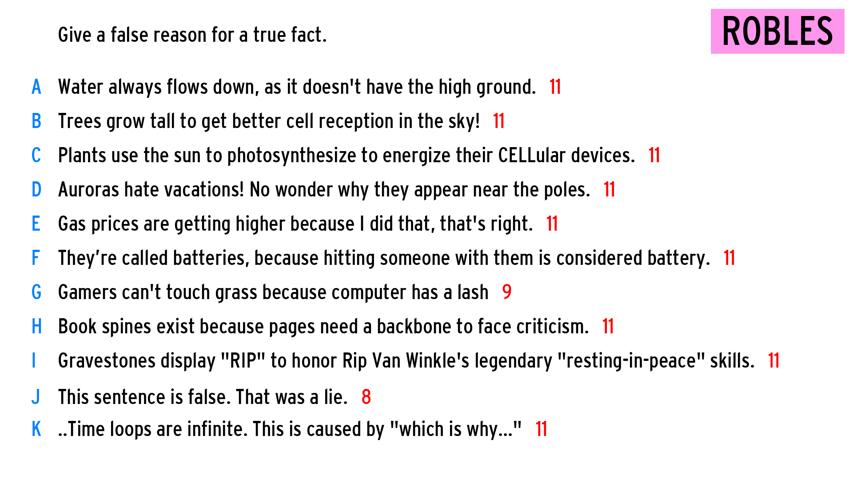 Give a false reason for a true fact.
ROBLES
A Water always flows down, as it doesn't have the high ground. 11
B Trees grow tall to get better cell reception in the sky! 11
C Plants use the sun to photosynthesize to energize their CELLular devices. 11
D Auroras hate vacations! No wonder why they appear near the poles. 11
E Gas prices are getting higher because I did that, that's right. 11
F They’re called batteries, because hitting someone with them is considered battery. 11
G Gamers can't touch grass because computer has a lash 9
H Book spines exist because pages need a backbone to face criticism. 11
I Gravestones display "RIP" to honor Rip Van Winkle's legendary "resting-in-peace" skills. 11
J This sentence is false. That was a lie. 8
K ..Time loops are infinite. This is caused by "which is why..." 11